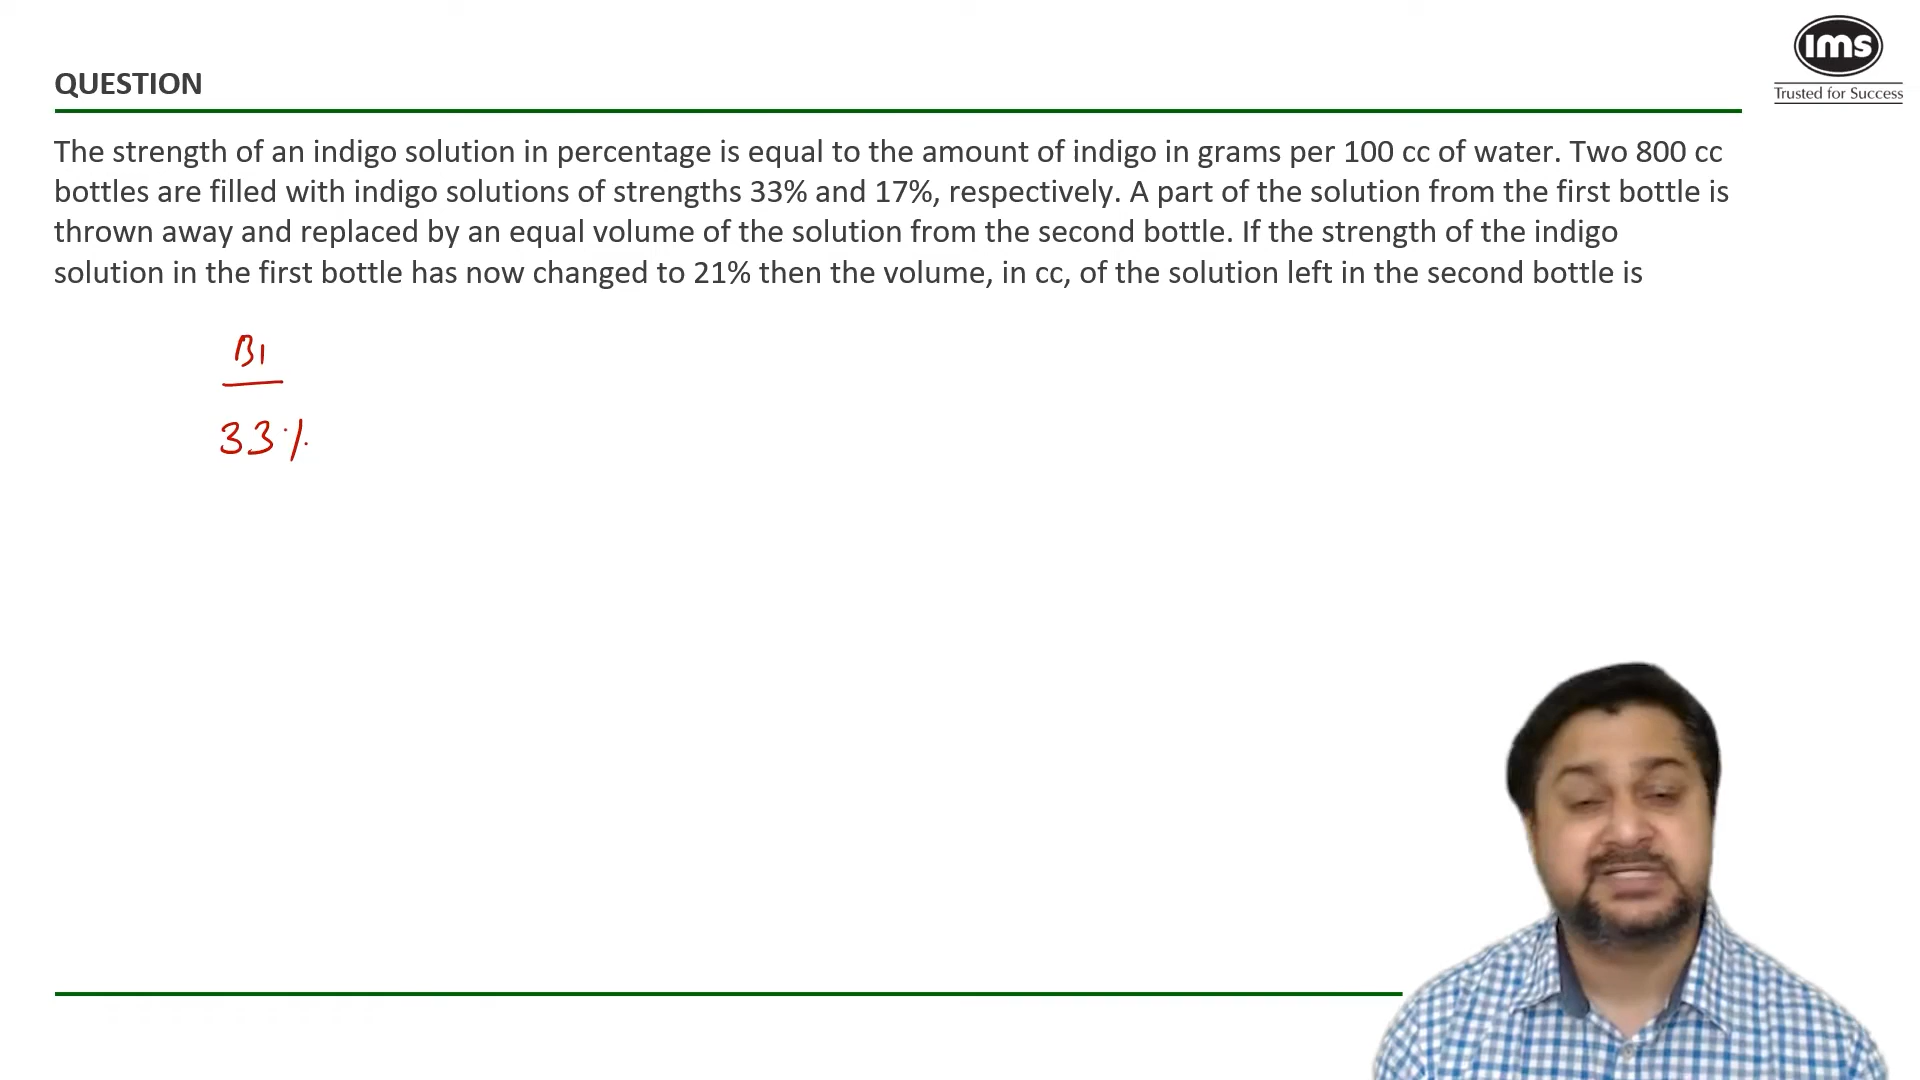 ims
Trusted for Success
QUESTION
The strength of an indigo solution in percentage is equal to the amount of indigo in grams per 100 cc of water. Two 800 cc
bottles are filled with indigo solutions of strengths 33% and 17%, respectively. A part of the solution from the first bottle is
thrown away and replaced by an equal volume of the solution from the second bottle. If the strength of the indigo
solution in the first bottle has now changed to 21% then the volume, in cc, of the solution left in the second bottle is
B1
33%